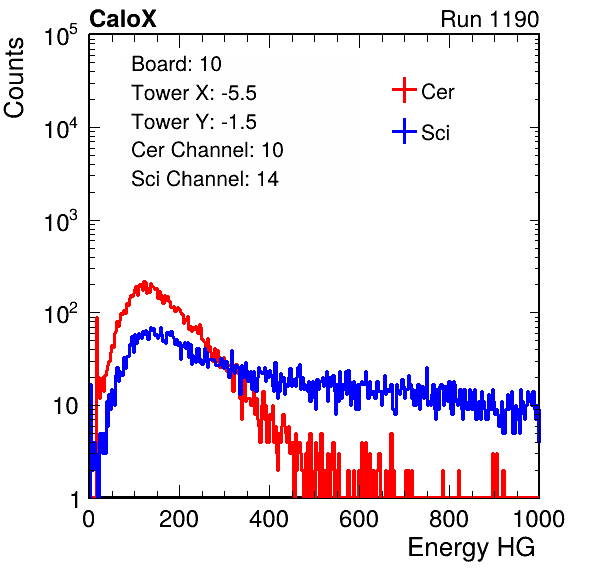 CaloX Run 1190
Counts
10^5
10^4
10^3
10^2
10
1
Board: 10
Tower X: -5.5
Tower Y: -1.5
Cer Channel: 10
Sci Channel: 14
Cer
Sci
0 200 400 600 800 1000
Energy HG